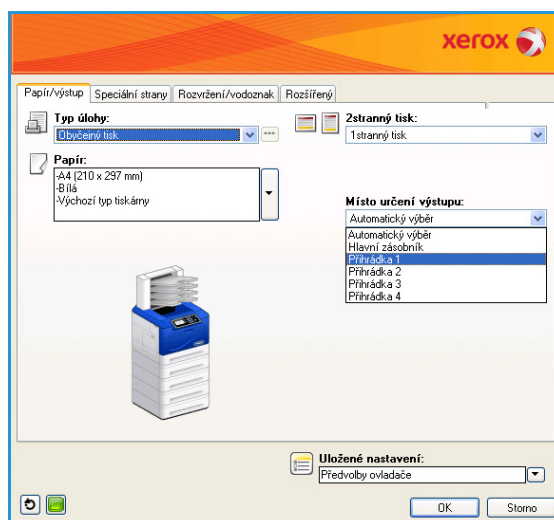 xerox
Papír/výstup Speciální strany Rozvržení/vodoznak Rozšířený
Typ úlohy:
Obyčejný tisk
2stranný tisk:
1stranný tisk
Papír:
-A4 (210 x 297 mm)
-Bílá
-Výchozí typ tiskárny
Místo určení výstupu:
Automatický výběr
Automatický výběr
Hlavní zásobník
Přihrádka 1
Přihrádka 2
Přihrádka 3
Přihrádka 4
Uložené nastavení:
Předvolby ovladače
OK Storno